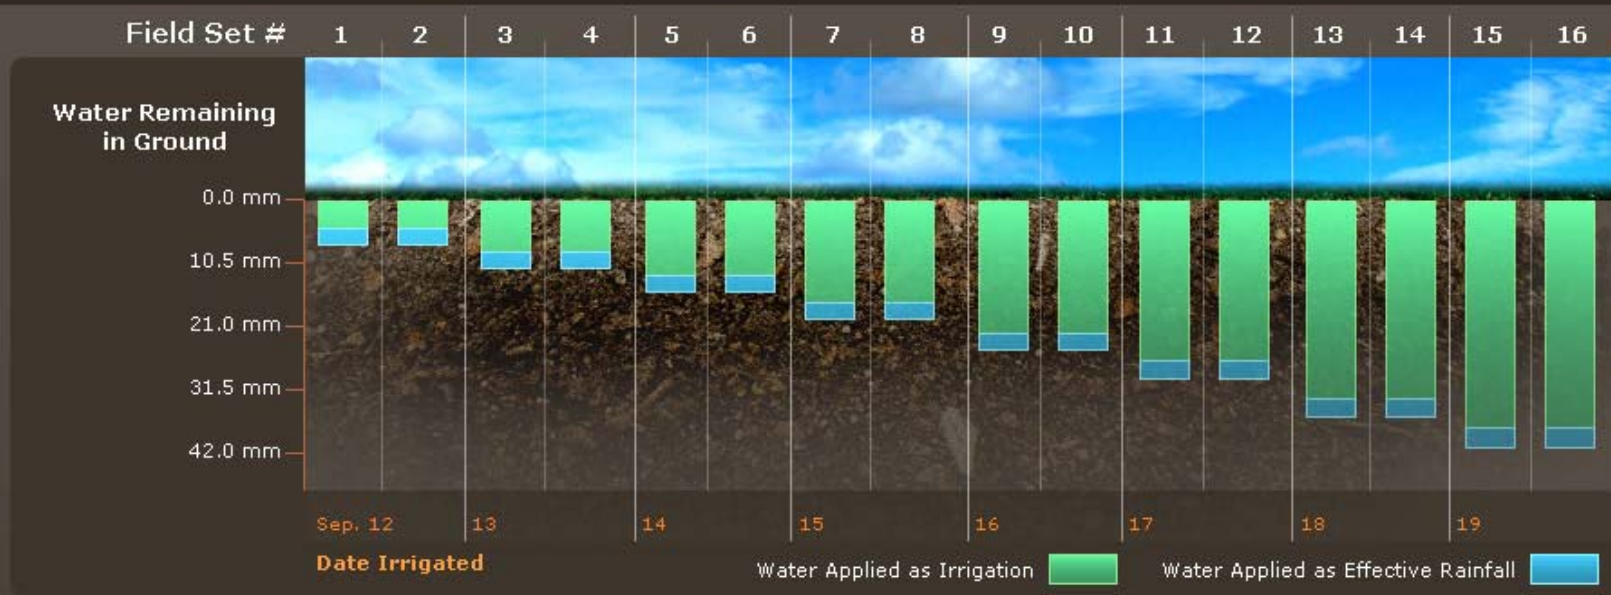 Field Set # 1 2 3 4 5 6 7 8 9 10 11 12 13 14 15 16
Water Remaining
in Ground
0.0 mm
10.5 mm
21.0 mm
31.5 mm
42.0 mm
Sep. 12 13 14 15 16 17 18 19
Date Irrigated
Water Applied as Irrigation
Water Applied as Effective Rainfall